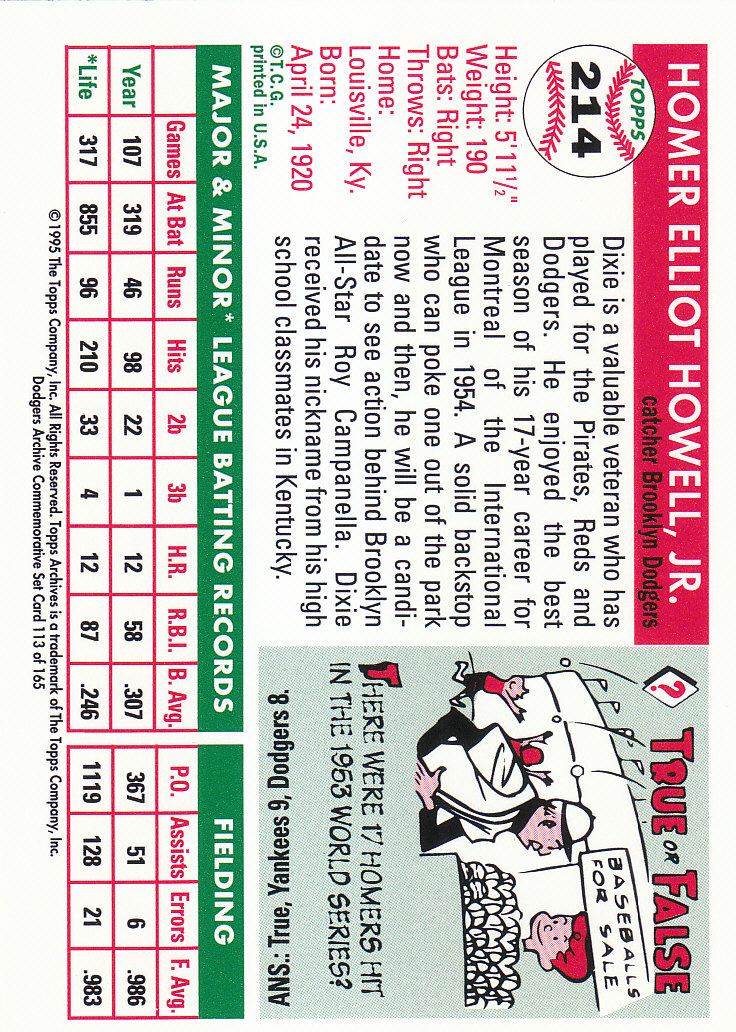 HOMER ELLIOT HOWELL, JR.
catcher Brooklyn Dodgers
TOPPS
214
Height: 5'11½"
Weight: 190
Bats: Right
Throws: Right
Home:
Louisville, Ky.
Born:
April 24, 1920
©T.C.G.
printed in U.S.A.
Dixie is a valuable veteran who has
played for the Pirates, Reds and
Dodgers. He enjoyed the best
season of his 17-year career for
Montreal of the International
League in 1954. A solid backstop
who can poke one out of the park
now and then, he will be a candi-
date to see action behind Brooklyn
All-Star Roy Campanella. Dixie
received his nickname from his high
school classmates in Kentucky.
?
TRUE OR FALSE
BASEBALLS
FOR SALE
THERE WERE 17 HOMERS HIT
IN THE 1953 WORLD SERIES?
ANS.: True, Yankees 9, Dodgers 8.
MAJOR & MINOR* LEAGUE BATTING RECORDS
FIELDING
Games At Bat Runs Hits 2b 3b H.R. R.B.I. B. Avg. P.O. Assists Errors F. Avg.
Year 107 319 46 98 22 1 12 58 .307 367 51 6 .986
*Life 317 855 96 210 33 4 12 87 .246 1119 128 21 .983
©1995 The Topps Company, Inc. All Rights Reserved. Topps Archives is a trademark of The Topps Company, Inc.
Dodgers Archive Commemorative Set Card 113 of 165